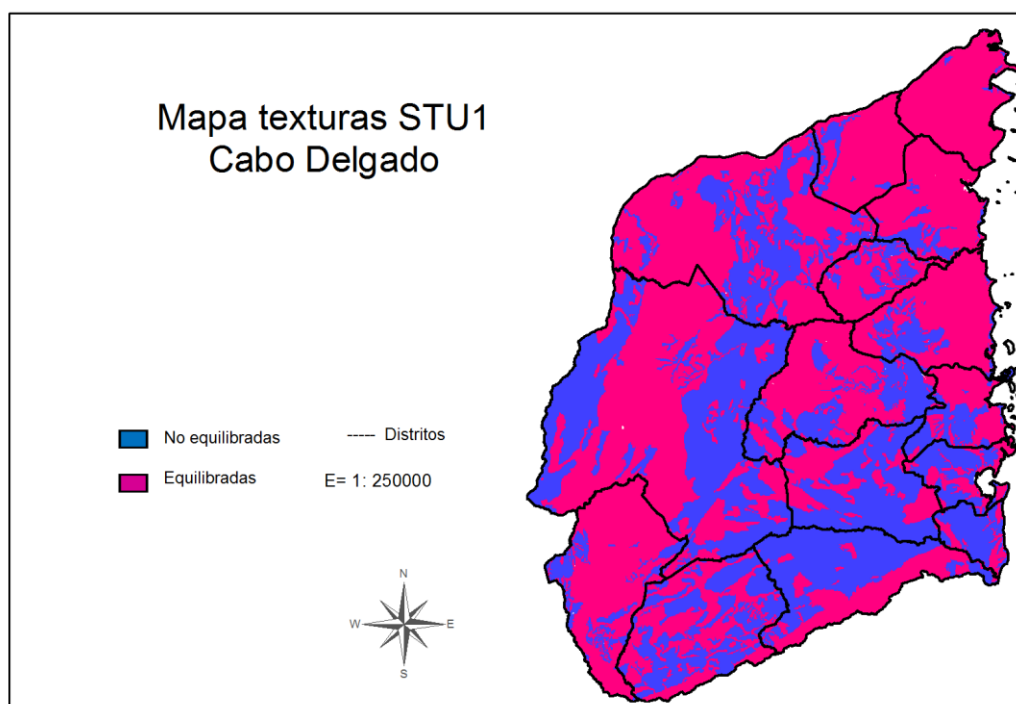 Mapa texturas STU1
Cabo Delgado
No equilibradas
----- Distritos
Equilibradas
E= 1: 250000
N
W
E
S